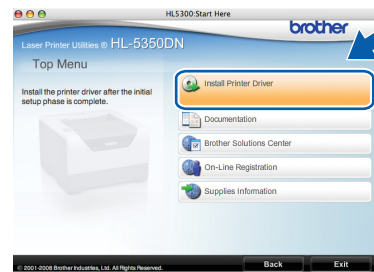 HL5300:Start Here
brother
Laser Printer Utilities ® HL-5350DN
Top Menu
Install the printer driver after the initial
setup phase is complete.
Install Printer Driver
Documentation
Brother Solutions Center
On-Line Registration
Supplies Information
© 2001-2008 Brother Industries, Ltd. All Rights Reserved.
Back
Exit